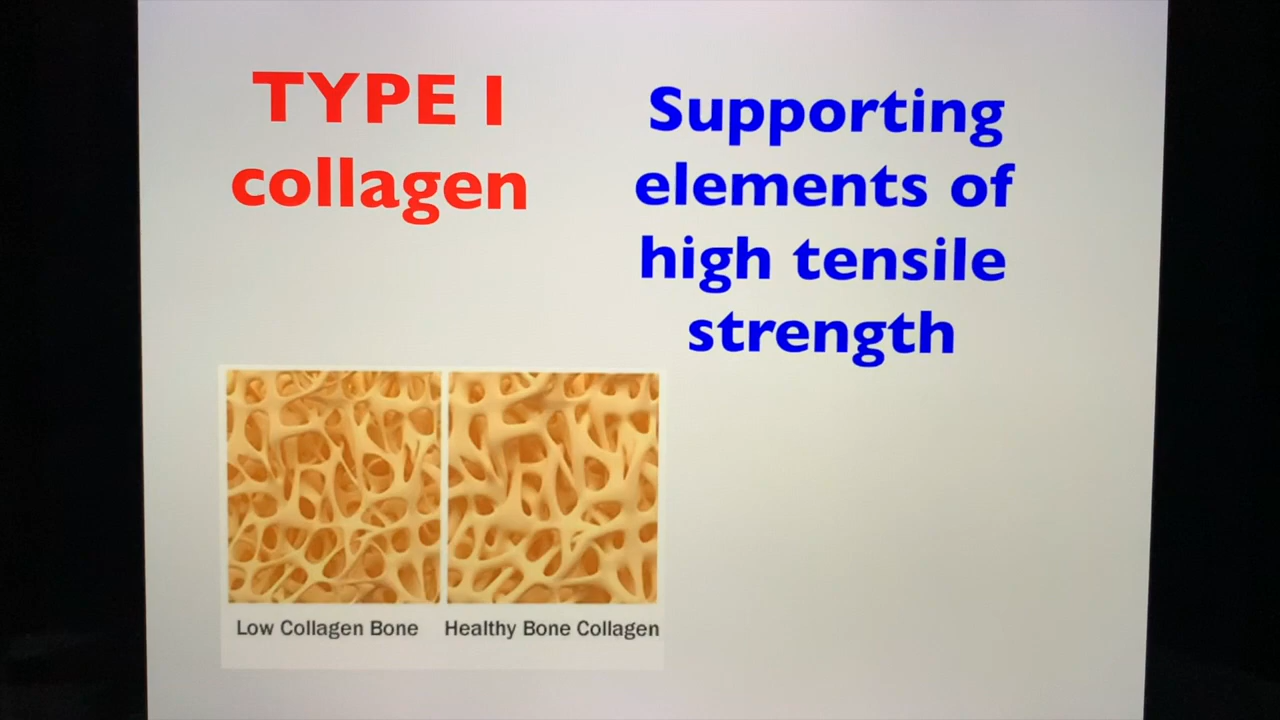 TYPE I
collagen
Supporting
elements of
high tensile
strength
Low Collagen Bone
Healthy Bone Collagen